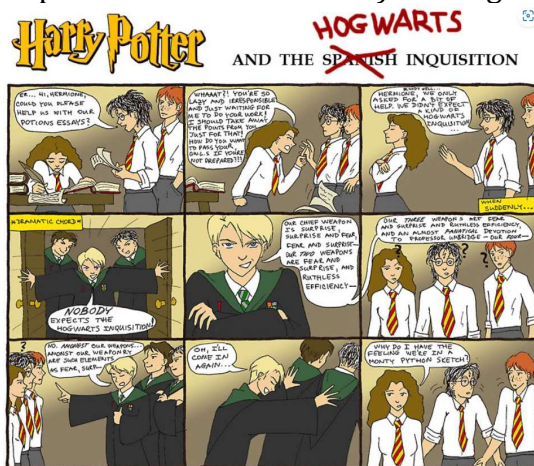 Harry Potter
HOGWARTS
AND THE SPANISH INQUISITION
ER... HI, HERMIONE,
COULD YOU PLEASE
HELP US WITH OUR
POTIONS ESSAYS?
WHAAAT?! YOU'RE SO
LAZY AND IRRESPONSIBLE
AND JUST WAITING FOR
ME TO DO YOUR WORK!
I SHOULD TAKE AWAY
THE POINTS FROM YOU
JUST FOR THAT!
HOW DO YOU WANT
TO PASS YOUR
O.W.L.S IF YOU'RE
NOT PREPARED?!!
HERMIONE, WE ONLY
ASKED FOR A BIT OF
HELP. WE DIDN'T EXPECT
A KIND OF
HOGWARTS
INQUISITION
WHEN
SUDDENLY...
*DRAMATIC CHORD*
NOBODY
EXPECTS THE
HOGWARTS INQUISITION!
OUR CHIEF WEAPON
IS SURPRISE,
SURPRISE AND FEAR,
FEAR AND SURPRISE—
OUR TWO WEAPONS
ARE FEAR AND
SURPRISE, AND
RUTHLESS
EFFICIENCY—
OUR THREE WEAPONS ARE FEAR
AND SURPRISE AND RUTHLESS EFFICIENCY,
AND AN ALMOST FANATICAL DEVOTION
TO PROFESSOR UMBRIDGE — OUR FOUR—
?
?
?
?
NO. AMONGST OUR WEAPONS...
AMONGST OUR WEAPONRY
ARE SUCH ELEMENTS
AS FEAR, SURP—
OH, I'LL
COME IN
AGAIN...
WHY DO I HAVE THE
FEELING WE'RE IN A
MONTY PYTHON SKETCH?